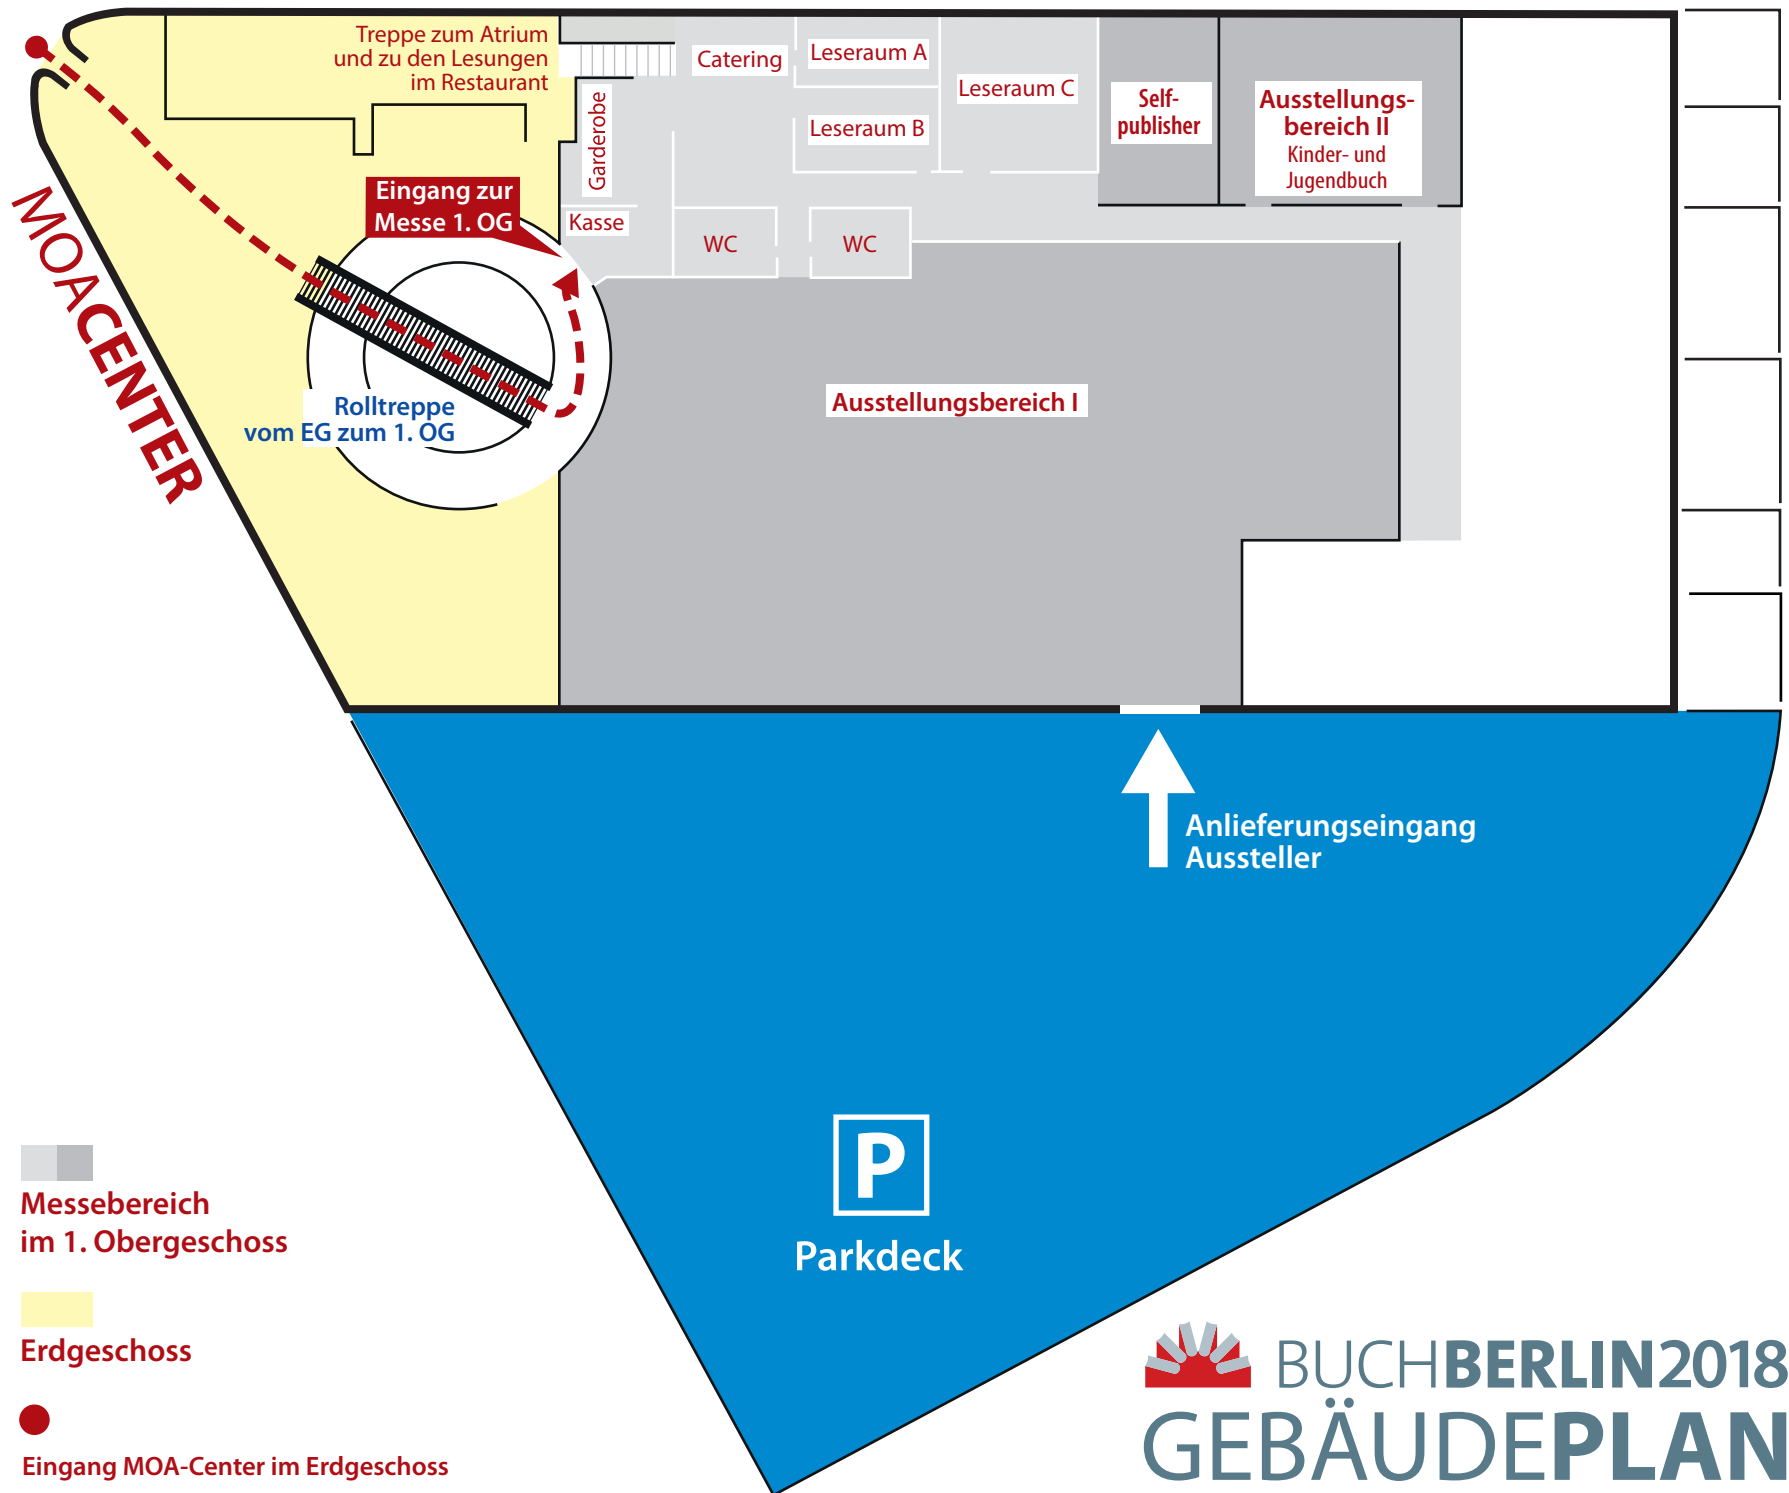 Treppe zum Atrium
und zu den Lesungen
im Restaurant
Catering
Leseraum A
Leseraum B
Leseraum C
Self-
publisher
Ausstellungs-
bereich II
Kinder- und
Jugendbuch
Garderobe
Kasse
WC
WC
Eingang zur
Messe 1. OG
MOACENTER
Rolltreppe
vom EG zum 1. OG
Ausstellungsbereich I
Anlieferungseingang
Aussteller
P
Parkdeck
Messebereich
im 1. Obergeschoss
Erdgeschoss
Eingang MOA-Center im Erdgeschoss
BUCHBERLIN2018
GEBÄUDEPLAN